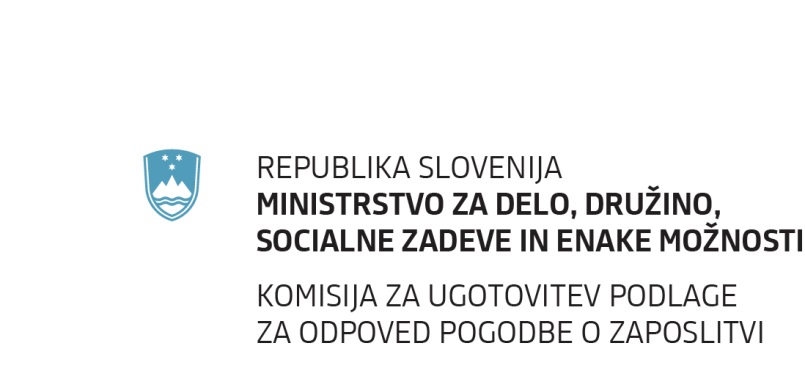 REPUBLIKA SLOVENIJA
MINISTRSTVO ZA DELO, DRUŽINO,
SOCIALNE ZADEVE IN ENAKE MOŽNOSTI
KOMISIJA ZA UGOTOVITEV PODLAGE
ZA ODPOVED POGODBE O ZAPOSLITVI